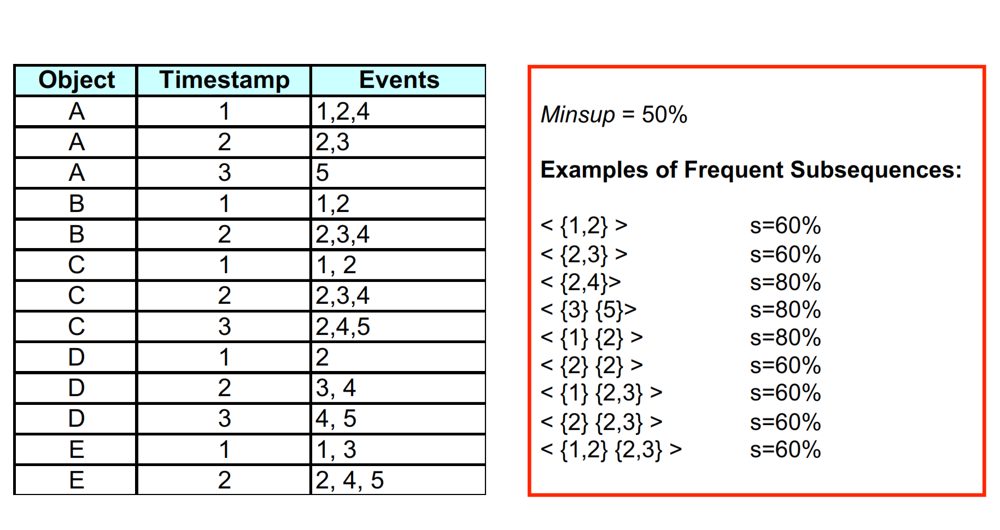 Object Timestamp Events
A 1 1,2,4
A 2 2,3
A 3 5
B 1 1,2
B 2 2,3,4
C 1 1, 2
C 2 2,3,4
C 3 2,4,5
D 1 2
D 2 3, 4
D 3 4, 5
E 1 1, 3
E 2 2, 4, 5
Minsup = 50%
Examples of Frequent Subsequences:
< {1,2} > s=60%
< {2,3} > s=60%
< {2,4}> s=80%
< {3} {5}> s=80%
< {1} {2} > s=80%
< {2} {2} > s=60%
< {1} {2,3} > s=60%
< {2} {2,3} > s=60%
< {1,2} {2,3} > s=60%